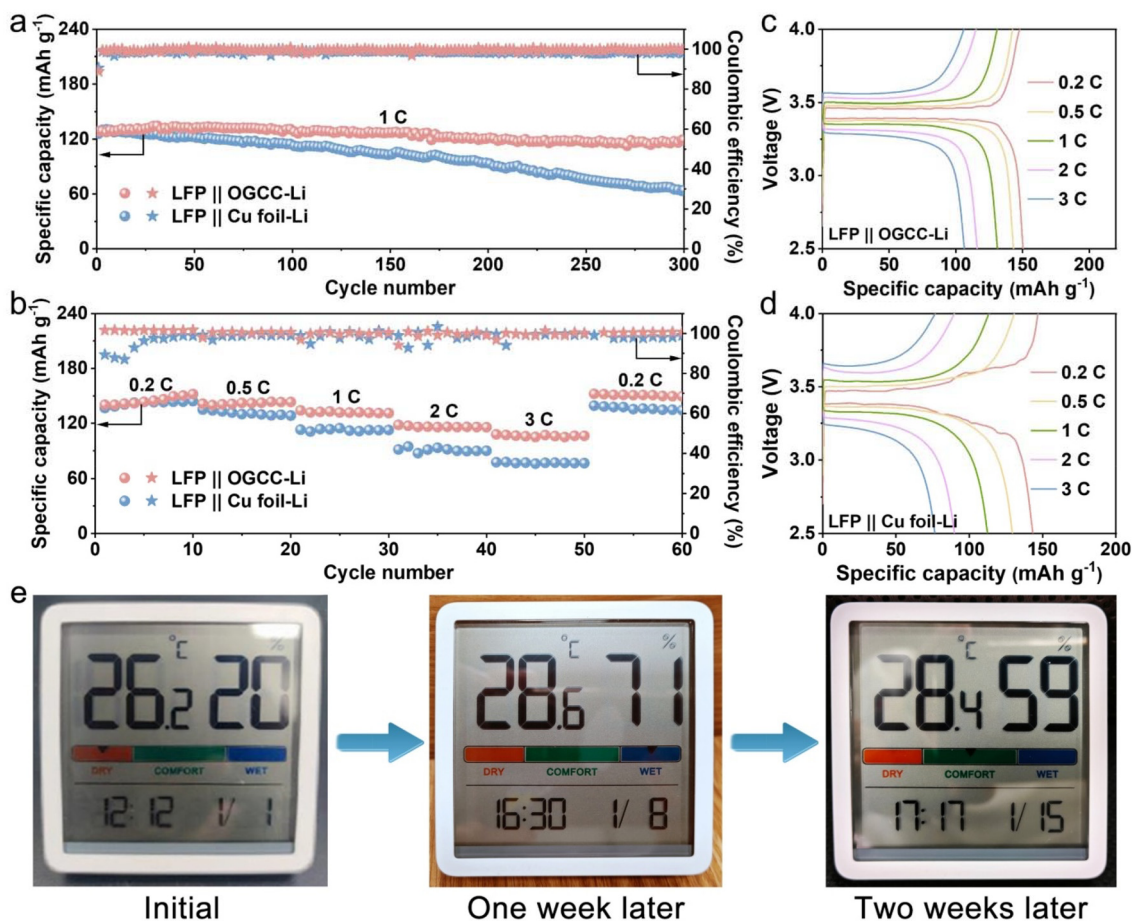 a
240
180
120
60
0
Specific capacity (mAh g⁻¹)
1 C
LFP || OGCC-Li
LFP || Cu foil-Li
100
80
60
40
20
0
Coulombic efficiency (%)
0 50 100 150 200 250 300
Cycle number
c
4.0
3.5
3.0
2.5
Voltage (V)
0.2 C
0.5 C
1 C
2 C
3 C
LFP || OGCC-Li
0 50 100 150 200
Specific capacity (mAh g⁻¹)
b
240
180
120
60
0
Specific capacity (mAh g⁻¹)
0.2 C 0.5 C 1 C 2 C 3 C 0.2 C
LFP || OGCC-Li
LFP || Cu foil-Li
100
80
60
40
20
0
Coulombic efficiency (%)
0 10 20 30 40 50 60
Cycle number
d
4.0
3.5
3.0
2.5
Voltage (V)
0.2 C
0.5 C
1 C
2 C
3 C
LFP || Cu foil-Li
0 50 100 150 200
Specific capacity (mAh g⁻¹)
e
°C %
26.2 20
DRY COMFORT WET
12:12 1/ 1
Initial
°C %
28.6 71
DRY COMFORT WET
16:30 1/ 8
One week later
°C %
28.4 59
DRY COMFORT WET
17:17 1/15
Two weeks later